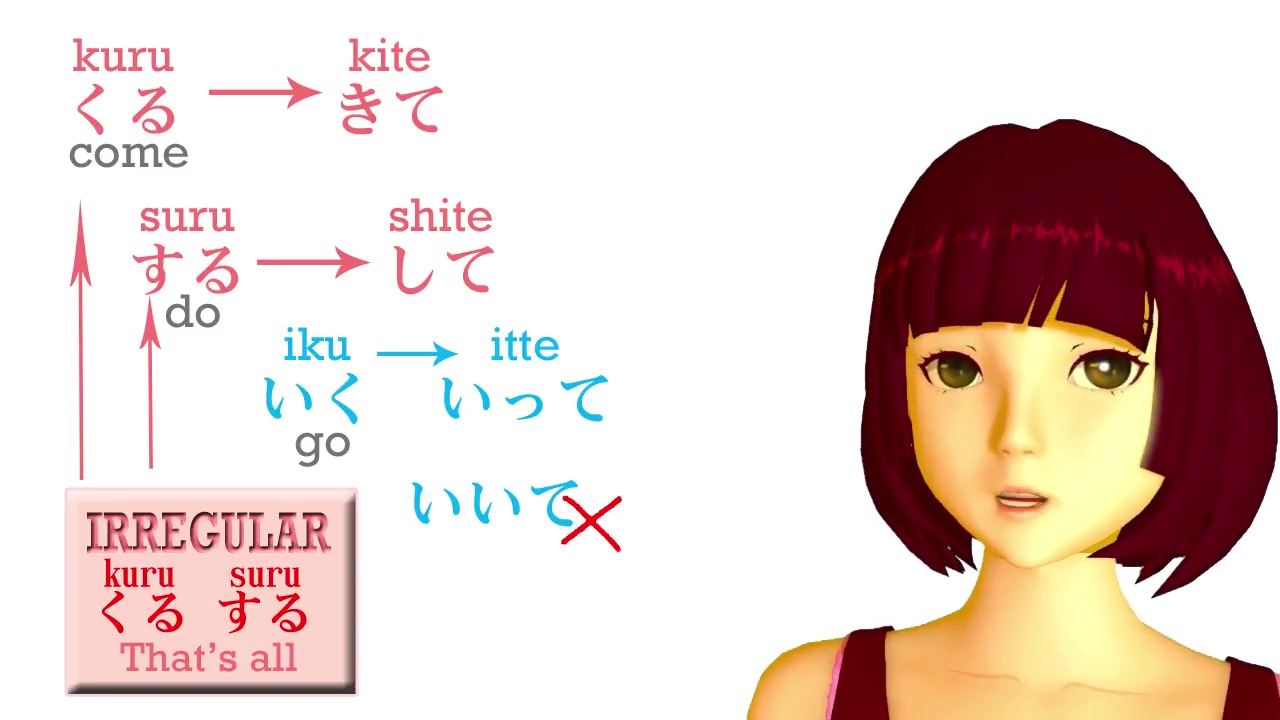 kuru kite
くる きて
come
suru shite
する して
do
iku itte
いく いって
go
いいて
IRREGULAR
kuru suru
くる する
That's all